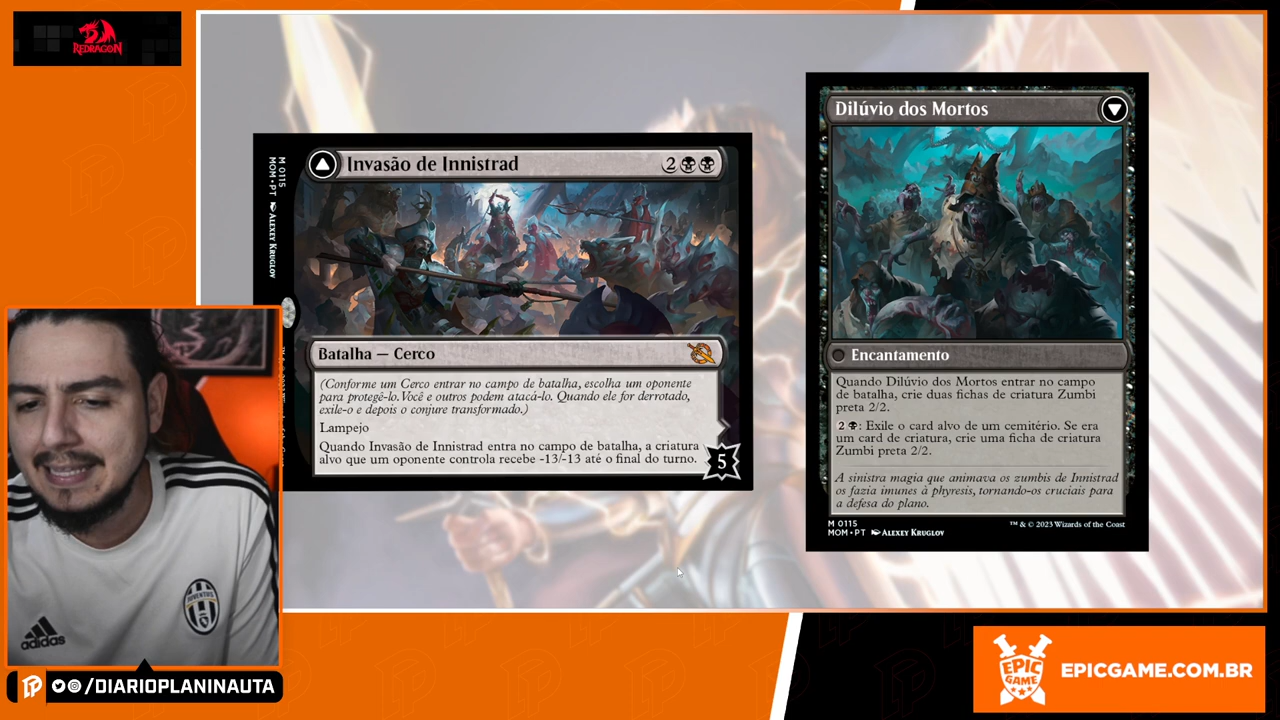 REDRAGON
M 0115
MOM • PT ALEXEY KRUGLOV
Invasão de Innistrad
2
Batalha — Cerco
(Conforme um Cerco entrar no campo de batalha, escolha um oponente
para protegê-lo. Você e outros podem atacá-lo. Quando ele for derrotado,
exile-o e depois o conjure transformado.)
Lampejo
Quando Invasão de Innistrad entra no campo de batalha, a criatura
alvo que um oponente controla recebe -13/-13 até o final do turno.
5
Dilúvio dos Mortos
Encantamento
Quando Dilúvio dos Mortos entrar no campo
de batalha, crie duas fichas de criatura Zumbi
preta 2/2.
2 : Exile o card alvo de um cemitério. Se era
um card de criatura, crie uma ficha de criatura
Zumbi preta 2/2.
A sinistra magia que animava os zumbis de Innistrad
os fazia imunes à phyresis, tornando-os cruciais para
a defesa do plano.
M 0115
MOM • PT ALEXEY KRUGLOV
™ & © 2023 Wizards of the Coast
JUVENTUS
adidas
/DIARIOPLANINAUTA
EPIC
GAME
EPICGAME.COM.BR